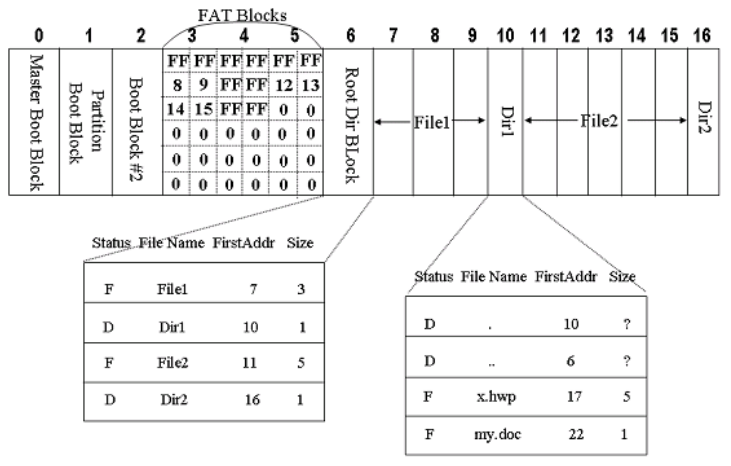 FAT Blocks
0 1 2 3 4 5 6 7 8 9 10 11 12 13 14 15 16
Master Boot Block
Partition
Boot Block
Boot Block #2
FF FF FF FF FF FF
8 9 FF FF 12 13
14 15 FF FF 0 0
0 0 0 0 0 0
0 0 0 0 0 0
0 0 0 0 0 0
Root Dir BLock
File1
Dir1
File2
Dir2
Status File Name FirstAddr Size
F File1 7 3
D Dir1 10 1
F File2 11 5
D Dir2 16 1
Status File Name FirstAddr Size
D . 10 ?
D .. 6 ?
F x.hwp 17 5
F my.doc 22 1